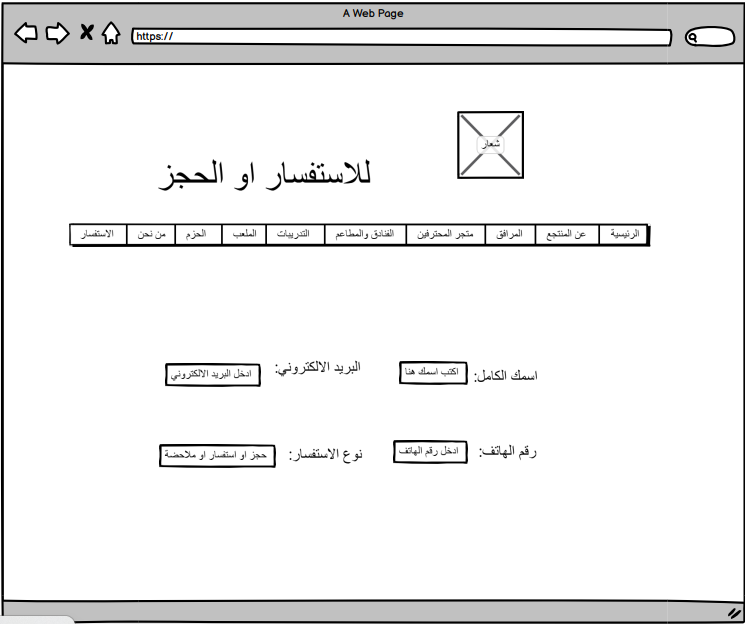 A Web Page
https://
شعار
للاستفسار او الحجز
الرئيسية عن المنتجع المرافق متجر المحترفين الفنادق والمطاعم التدريبات الملعب الحزم من نحن الاستفسار
اسمك الكامل: اكتب اسمك هنا البريد الالكتروني: ادخل البريد الالكتروني
رقم الهاتف: ادخل رقم الهاتف نوع الاستفسار: حجز او استفسار او ملاحضة